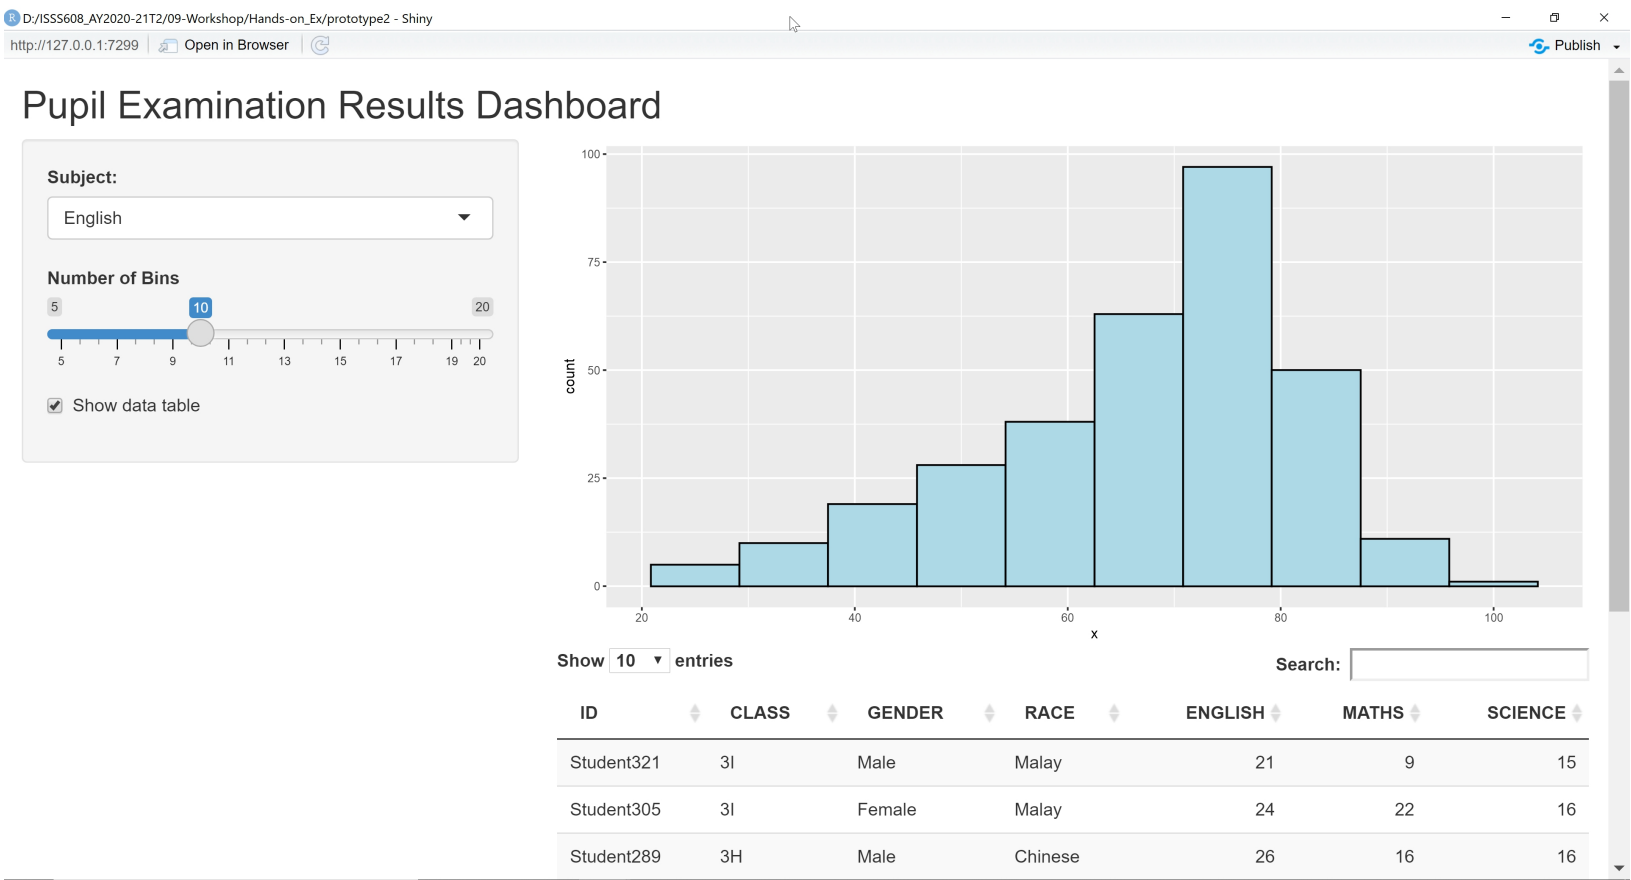 D:/ISSS608_AY2020-21T2/09-Workshop/Hands-on_Ex/prototype2 - Shiny
http://127.0.0.1:7299 Open in Browser Publish
Pupil Examination Results Dashboard
Subject:
English
Number of Bins
5 10 20
5 7 9 11 13 15 17 19 20
Show data table
100
75
50
25
0
count
20 40 60 80 100
x
Show 10 entries Search:
ID CLASS GENDER RACE ENGLISH MATHS SCIENCE
Student321 3I Male Malay 21 9 15
Student305 3I Female Malay 24 22 16
Student289 3H Male Chinese 26 16 16